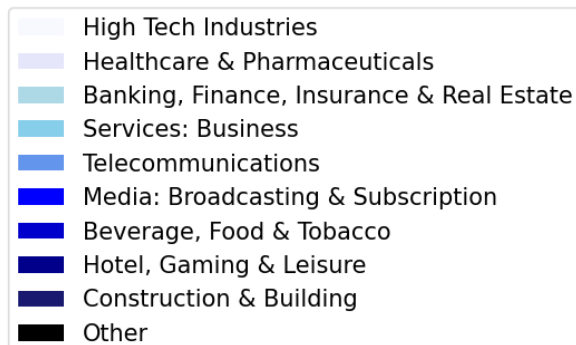 High Tech Industries
Healthcare & Pharmaceuticals
Banking, Finance, Insurance & Real Estate
Services: Business
Telecommunications
Media: Broadcasting & Subscription
Beverage, Food & Tobacco
Hotel, Gaming & Leisure
Construction & Building
Other